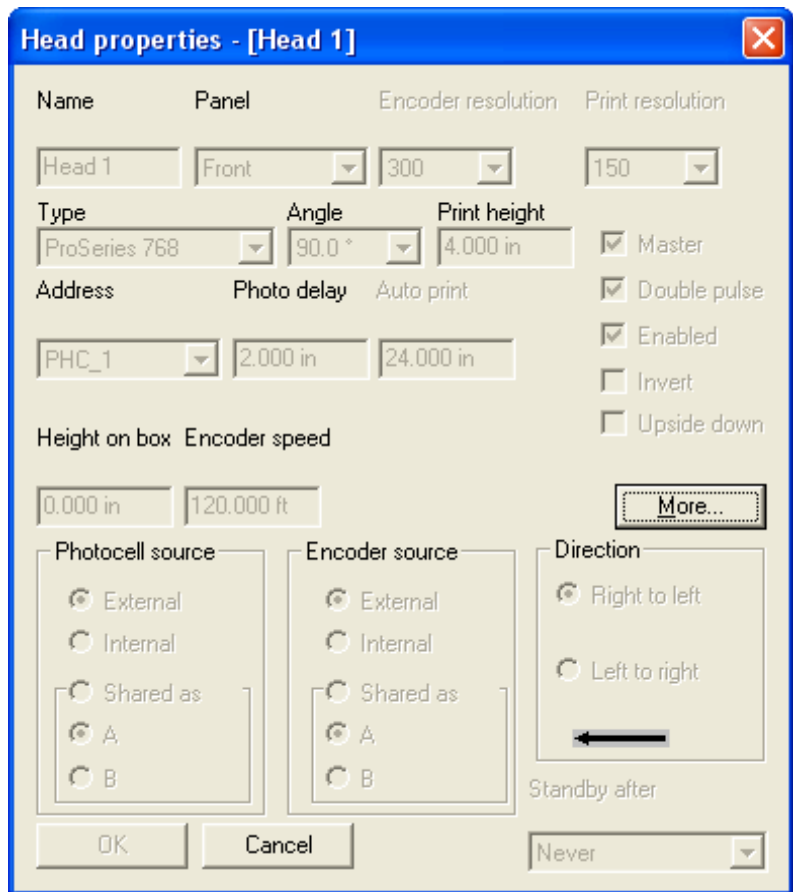 Head properties - [Head 1]
Name Panel Encoder resolution Print resolution
Head 1 Front 300 150
Type Angle Print height
ProSeries 768 90.0 ° 4.000 in Master
Address Photo delay Auto print Double pulse
PHC_1 2.000 in 24.000 in Enabled
Invert
Height on box Encoder speed Upside down
0.000 in 120.000 ft More...
Photocell source Encoder source Direction
External External Right to left
Internal Internal
Shared as Shared as Left to right
A A
B B
Standby after
OK Cancel Never